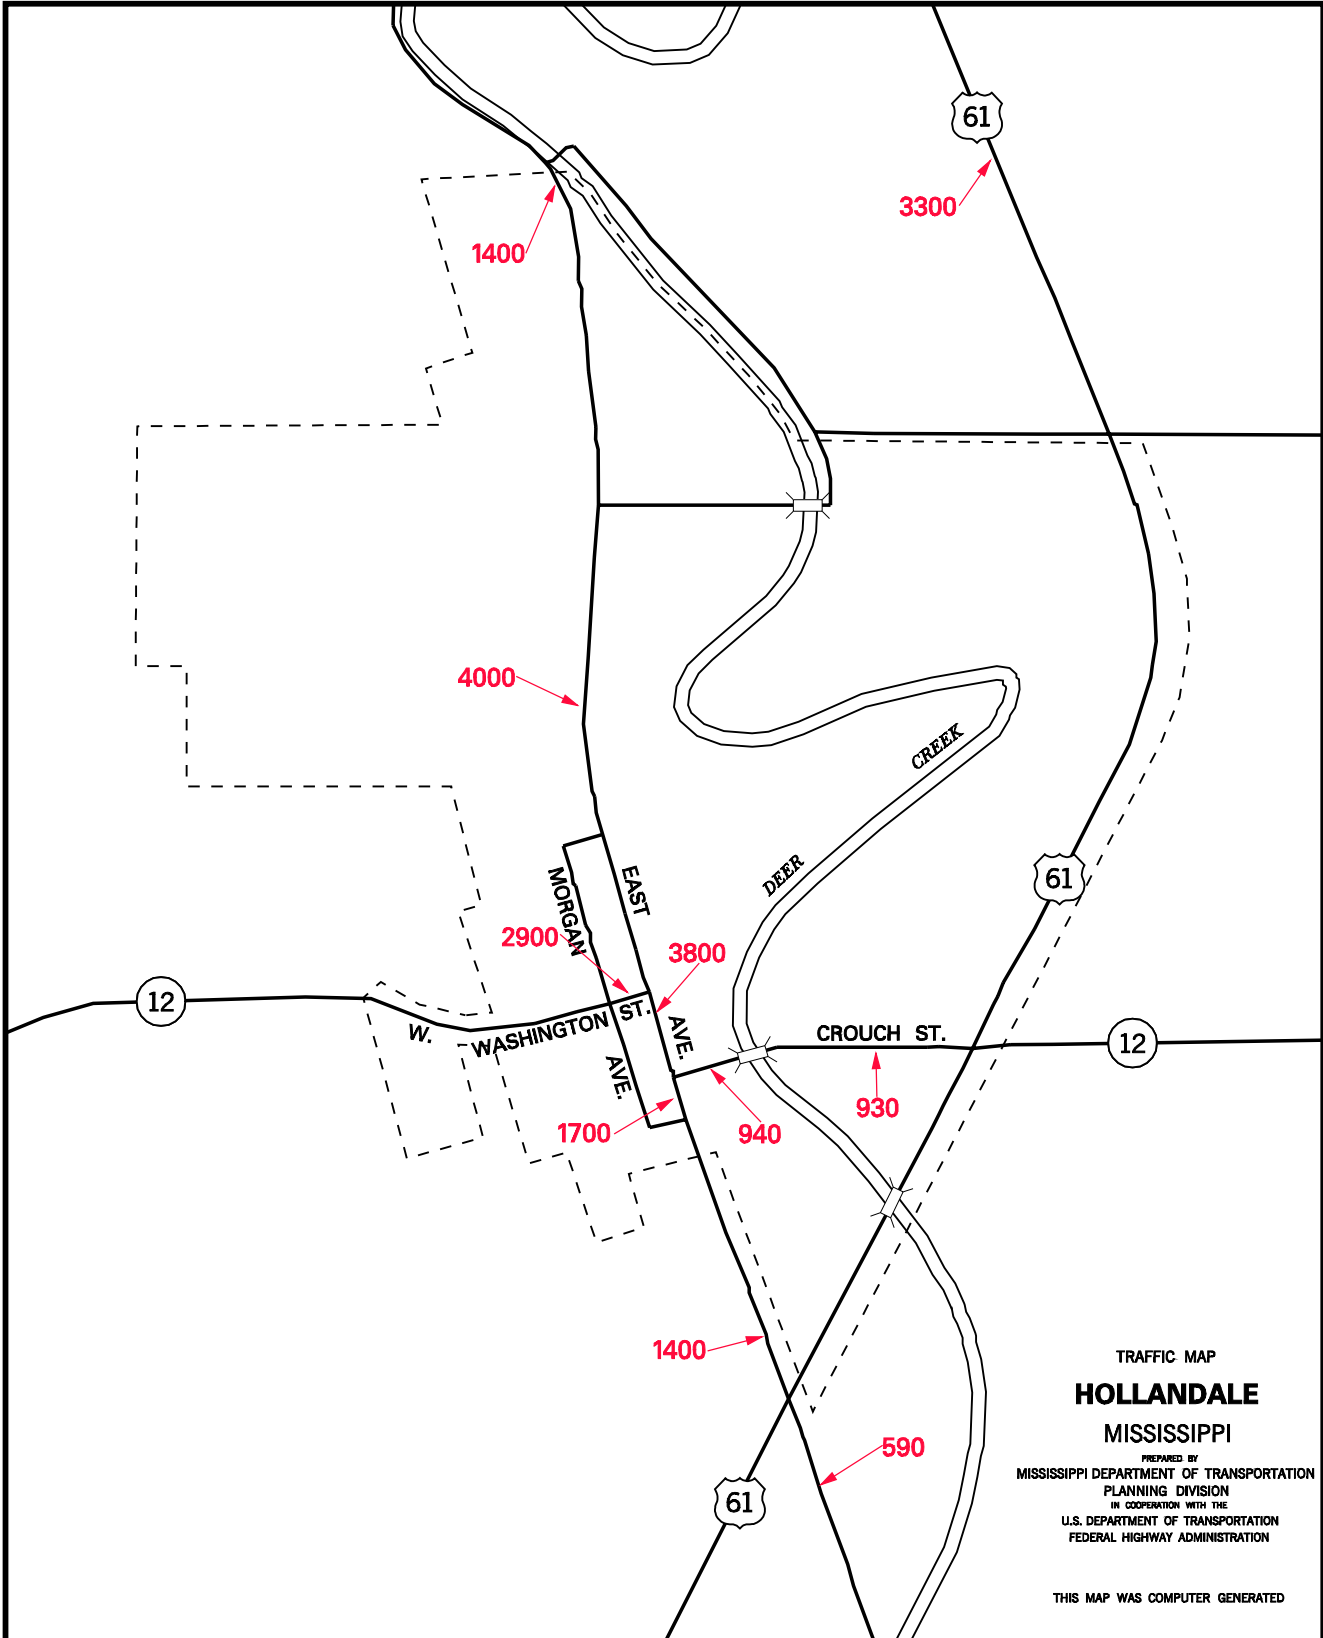 61
3300
1400
4000
CREEK
DEER
61
EAST
MORGAN
2900
3800
12
W. WASHINGTON ST.
AVE.
CROUCH ST.
12
AVE.
930
1700
940
1400
590
61
TRAFFIC MAP
HOLLANDALE
MISSISSIPPI
PREPARED BY
MISSISSIPPI DEPARTMENT OF TRANSPORTATION
PLANNING DIVISION
IN COOPERATION WITH THE
U.S. DEPARTMENT OF TRANSPORTATION
FEDERAL HIGHWAY ADMINISTRATION
THIS MAP WAS COMPUTER GENERATED